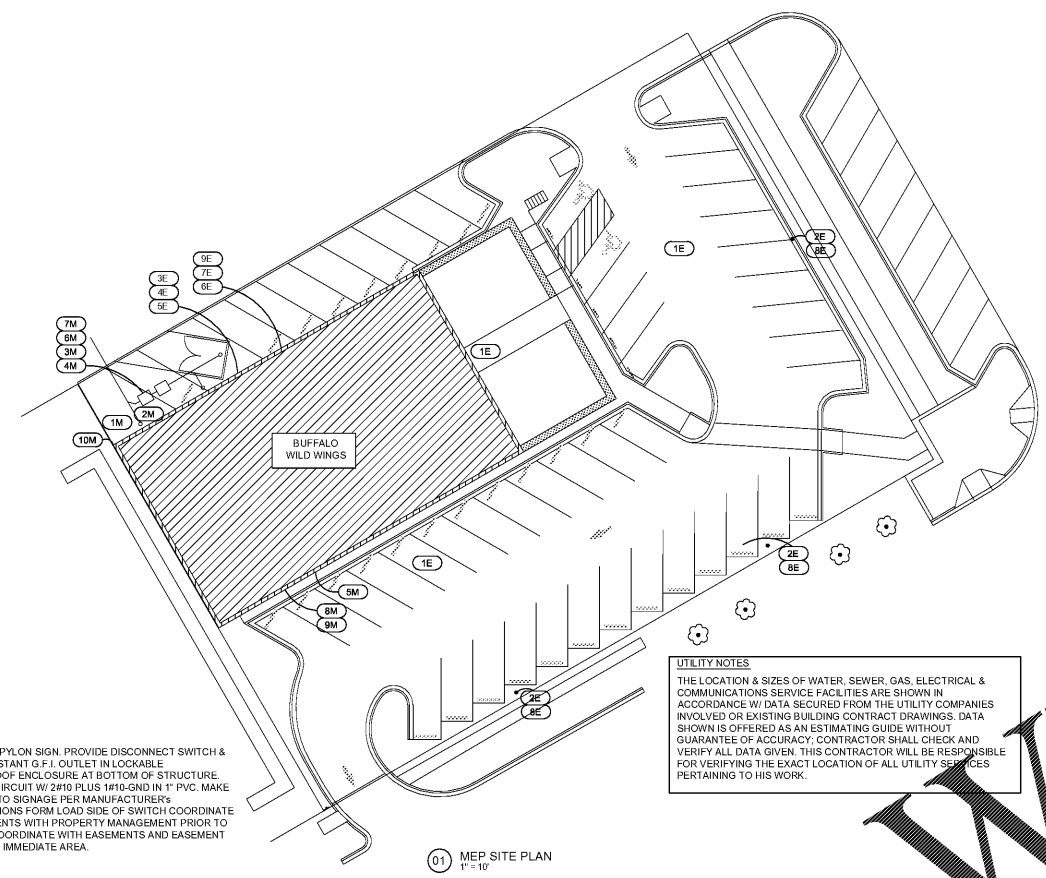 1E
2E
8E
9E
7E
6E
3E
4E
5E
7M
6M
3M
4M
1E
2M
1M
10M
BUFFALO
WILD WINGS
2E
8E
1E
5M
8M
9M
2E
8E
UTILITY NOTES
THE LOCATION & SIZES OF WATER, SEWER, GAS, ELECTRICAL &
COMMUNICATIONS SERVICE FACILITIES ARE SHOWN IN
ACCORDANCE W/ DATA SECURED FROM THE UTILITY COMPANIES
INVOLVED OR EXISTING BUILDING CONTRACT DRAWINGS. DATA
SHOWN IS OFFERED AS AN ESTIMATING GUIDE WITHOUT
GUARANTEE OF ACCURACY; CONTRACTOR SHALL CHECK AND
VERIFY ALL DATA GIVEN. THIS CONTRACTOR WILL BE RESPONSIBLE
FOR VERIFYING THE EXACT LOCATION OF ALL UTILITY SERVICES
PERTAINING TO HIS WORK.
PYLON SIGN. PROVIDE DISCONNECT SWITCH &
STANT G.F.I. OUTLET IN LOCKABLE
OOF ENCLOSURE AT BOTTOM OF STRUCTURE.
IRCUIT W/ 2#10 PLUS 1#10-GND IN 1" PVC. MAKE
TO SIGNAGE PER MANUFACTURER's
IONS FORM LOAD SIDE OF SWITCH COORDINATE
ENTS WITH PROPERTY MANAGEMENT PRIOR TO
OORDINATE WITH EASEMENTS AND EASEMENT
IMMEDIATE AREA.
01 MEP SITE PLAN
1" = 10'
W